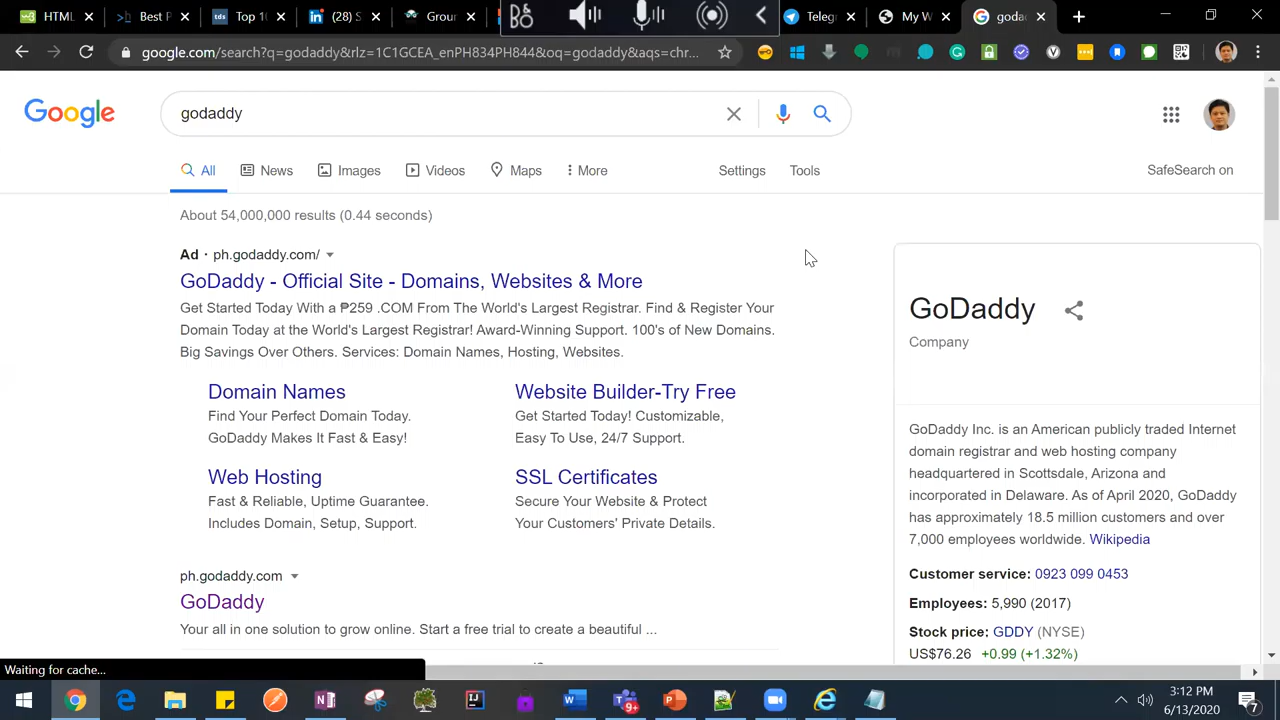 HTML
Best P
Top 10
(28) S
Grour
Telegr
My W
goda
google.com/search?q=godaddy&rlz=1C1GCEA_enPH834PH844&oq=godaddy&aqs=chr...
Google
godaddy
All
News
Images
Videos
Maps
More
Settings
Tools
SafeSearch on
About 54,000,000 results (0.44 seconds)
Ad · ph.godaddy.com/
GoDaddy - Official Site - Domains, Websites & More
Get Started Today With a ₱259 .COM From The World's Largest Registrar. Find & Register Your
Domain Today at the World's Largest Registrar! Award-Winning Support. 100's of New Domains.
Big Savings Over Others. Services: Domain Names, Hosting, Websites.
Domain Names
Find Your Perfect Domain Today.
GoDaddy Makes It Fast & Easy!
Website Builder-Try Free
Get Started Today! Customizable,
Easy To Use, 24/7 Support.
Web Hosting
Fast & Reliable, Uptime Guarantee.
Includes Domain, Setup, Support.
SSL Certificates
Secure Your Website & Protect
Your Customers' Private Details.
ph.godaddy.com
GoDaddy
Your all in one solution to grow online. Start a free trial to create a beautiful ...
GoDaddy
Company
GoDaddy Inc. is an American publicly traded Internet
domain registrar and web hosting company
headquartered in Scottsdale, Arizona and
incorporated in Delaware. As of April 2020, GoDaddy
has approximately 18.5 million customers and over
7,000 employees worldwide. Wikipedia
Customer service: 0923 099 0453
Employees: 5,990 (2017)
Stock price: GDDY (NYSE)
US$76.26 +0.99 (+1.32%)
Waiting for cache...
9+
3:12 PM
6/13/2020
7